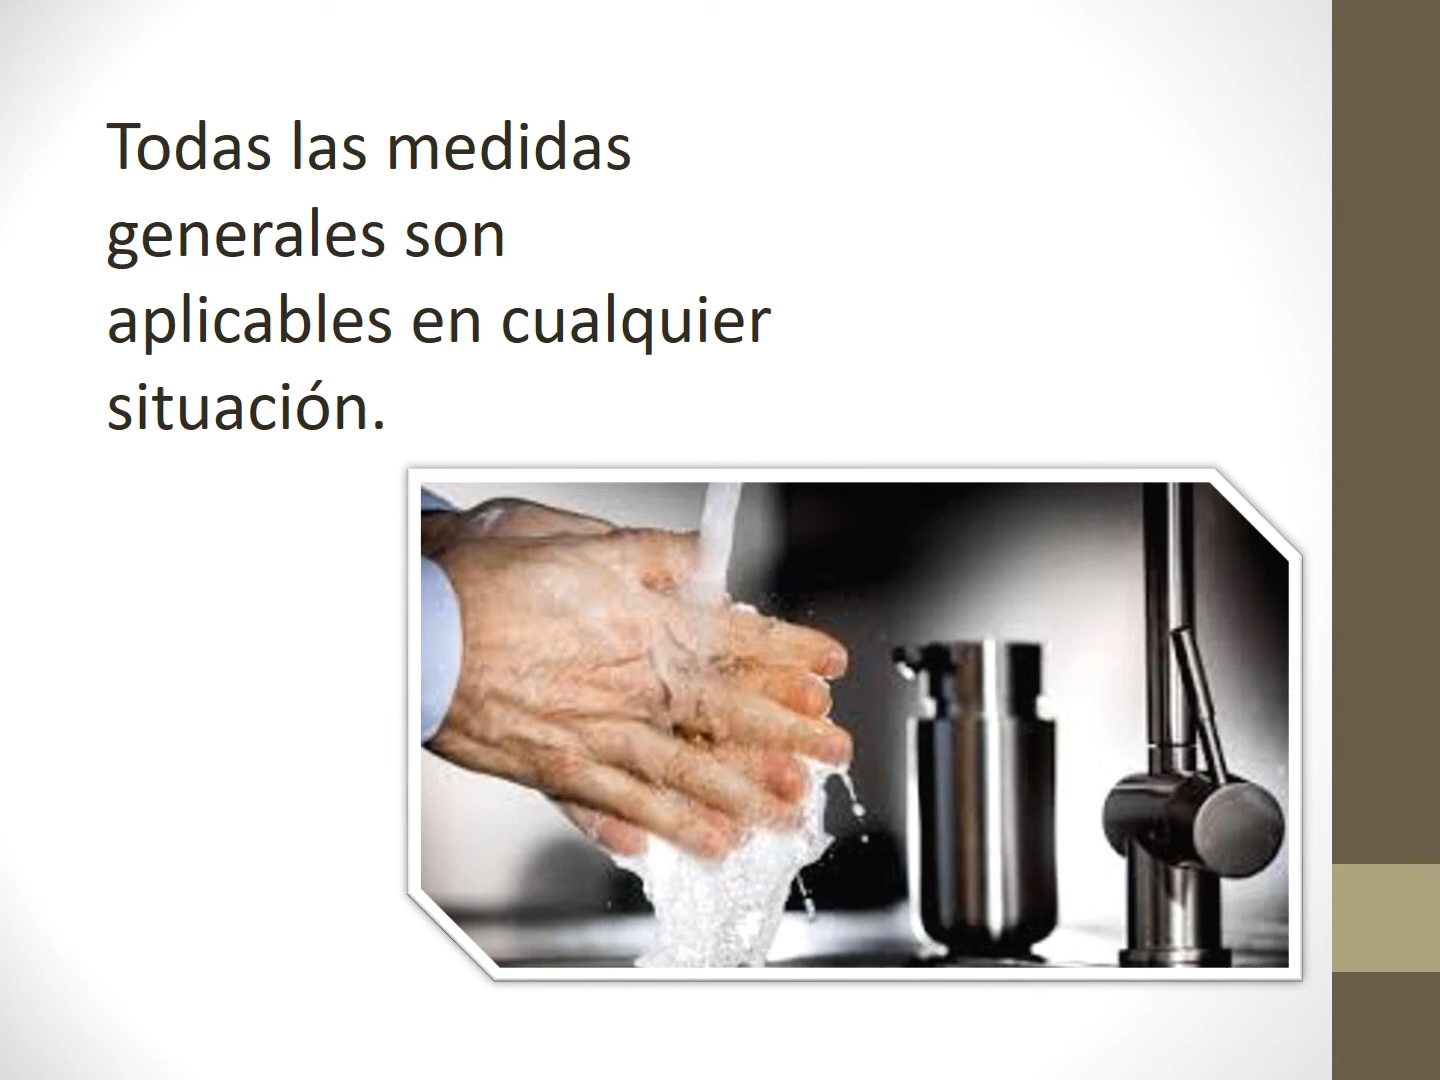 Todas las medidas
generales son
aplicables en cualquier
situación.